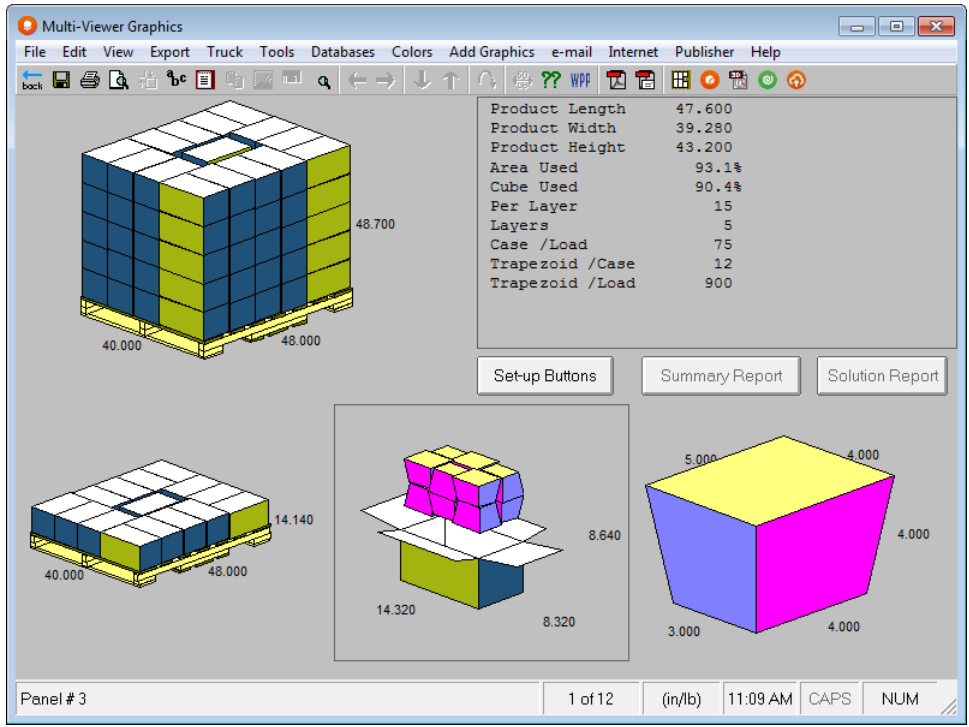 Multi-Viewer Graphics
File Edit View Export Truck Tools Databases Colors Add Graphics e-mail Internet Publisher Help
back abc ?? WPF
Product Length 47.600
Product Width 39.280
Product Height 43.200
Area Used 93.1%
Cube Used 90.4%
Per Layer 15
Layers 5
Case /Load 75
Trapezoid /Case 12
Trapezoid /Load 900
48.700
40.000
48.000
Set-up Buttons Summary Report Solution Report
14.140
40.000
48.000
8.640
14.320
8.320
5.000
4.000
4.000
3.000
4.000
Panel # 3 1 of 12 (in/lb) 11:09 AM CAPS NUM